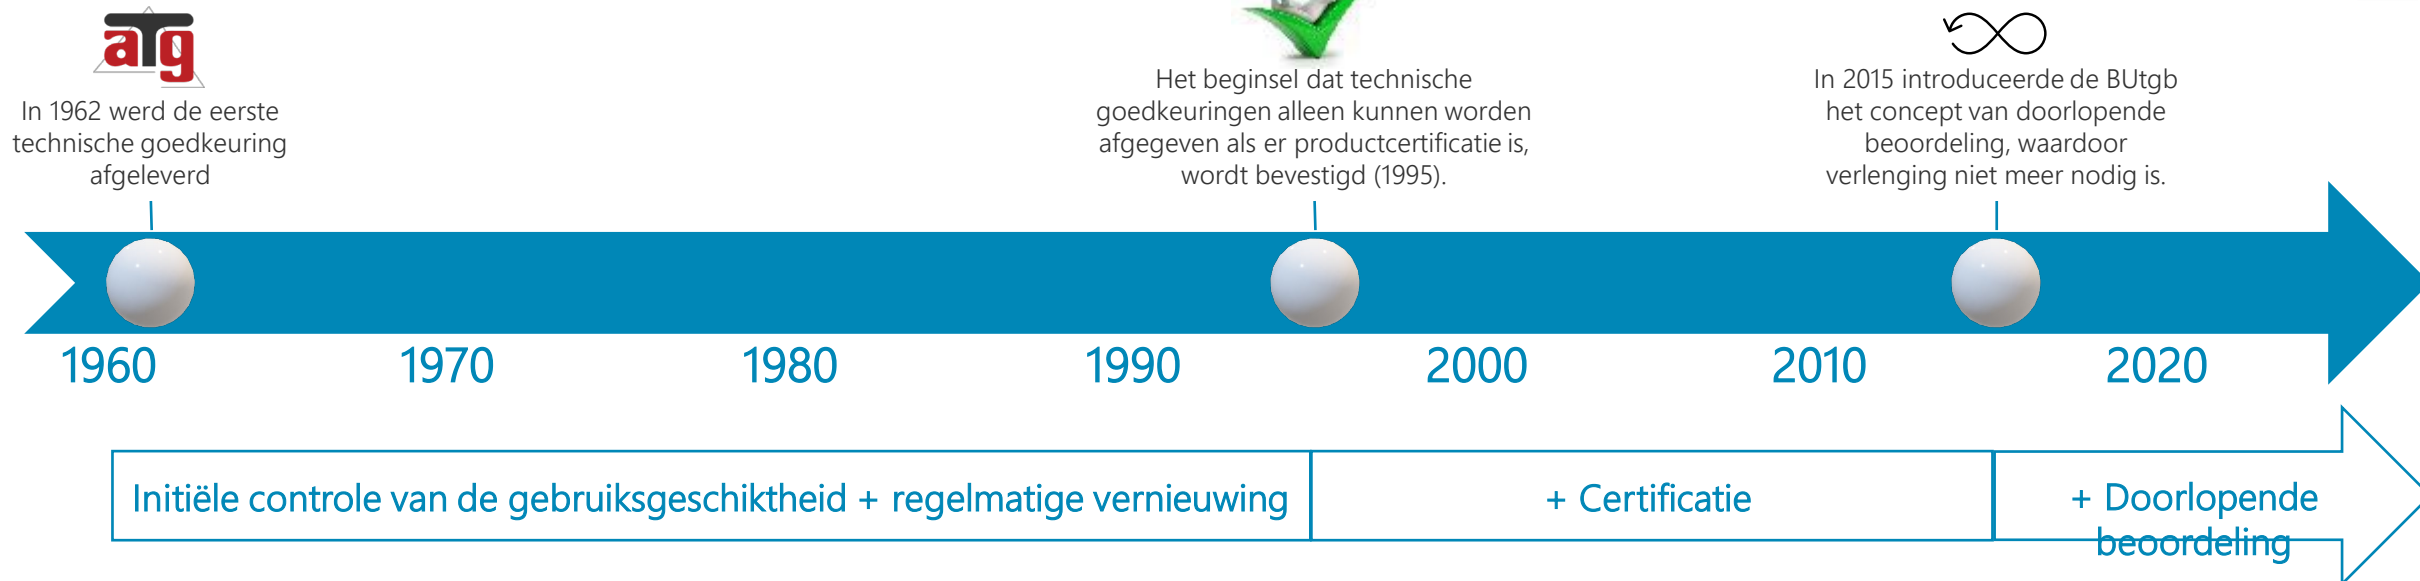 aTg
In 1962 werd de eerste
technische goedkeuring
afgeleverd
Het beginsel dat technische
goedkeuringen alleen kunnen worden
afgegeven als er productcertificatie is,
wordt bevestigd (1995).
In 2015 introduceerde de BUtgb
het concept van doorlopende
beoordeling, waardoor
verlenging niet meer nodig is.
1960 1970 1980 1990 2000 2010 2020
Initiële controle van de gebruiksgeschiktheid + regelmatige vernieuwing
+ Certificatie
+ Doorlopende
beoordeling